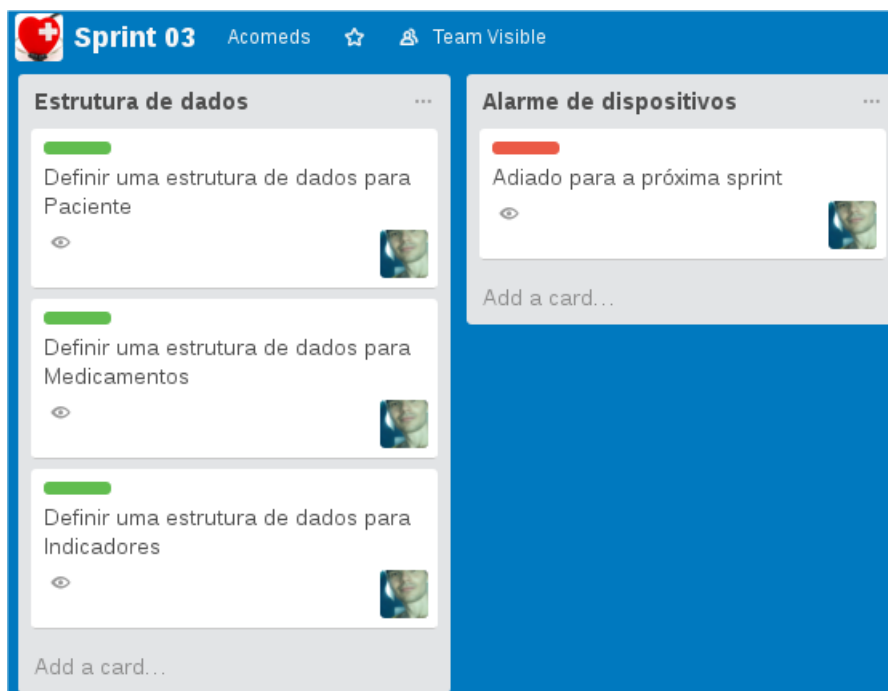 Sprint 03 Acomeds Team Visible
Estrutura de dados
Definir uma estrutura de dados para
Paciente
Definir uma estrutura de dados para
Medicamentos
Definir uma estrutura de dados para
Indicadores
Add a card...
Alarme de dispositivos
Adiado para a próxima sprint
Add a card...